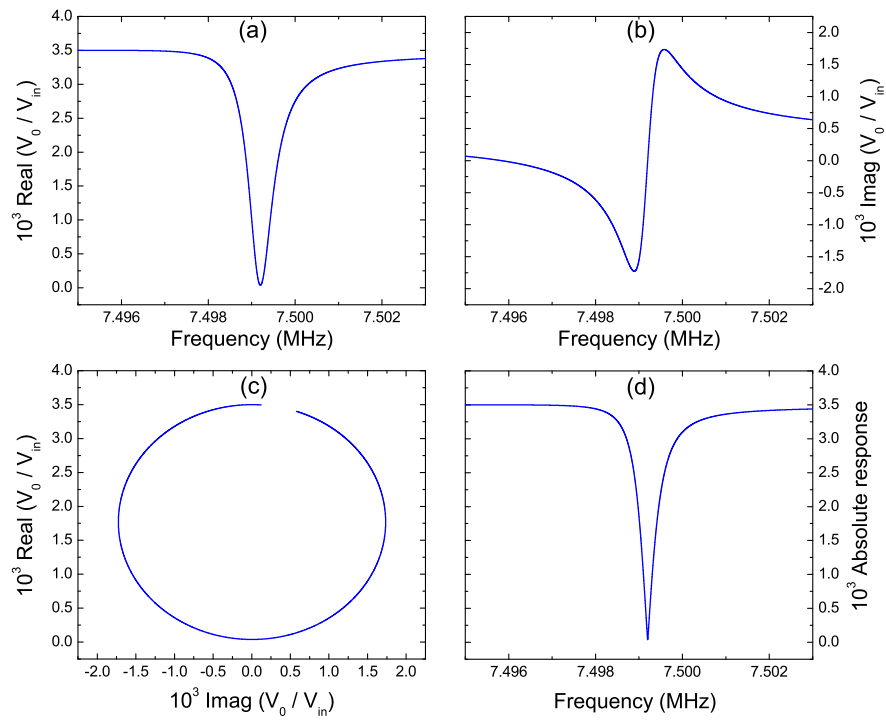 (a)
10³ Real (V₀ / Vᵢₙ)
4.0
3.5
3.0
2.5
2.0
1.5
1.0
0.5
0.0
7.496 7.498 7.500 7.502
Frequency (MHz)
(b)
2.0
1.5
1.0
0.5
0.0
-0.5
-1.0
-1.5
-2.0
10³ Imag (V₀ / Vᵢₙ)
7.496 7.498 7.500 7.502
Frequency (MHz)
(c)
10³ Real (V₀ / Vᵢₙ)
4.0
3.5
3.0
2.5
2.0
1.5
1.0
0.5
0.0
-2.0 -1.5 -1.0 -0.5 0.0 0.5 1.0 1.5 2.0
10³ Imag (V₀ / Vᵢₙ)
(d)
4.0
3.5
3.0
2.5
2.0
1.5
1.0
0.5
0.0
10³ Absolute response
7.496 7.498 7.500 7.502
Frequency (MHz)